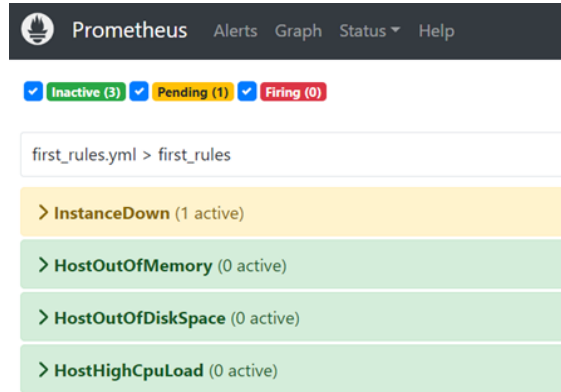 Prometheus Alerts Graph Status Help
Inactive (3) Pending (1) Firing (0)
first_rules.yml > first_rules
InstanceDown (1 active)
HostOutOfMemory (0 active)
HostOutOfDiskSpace (0 active)
HostHighCpuLoad (0 active)